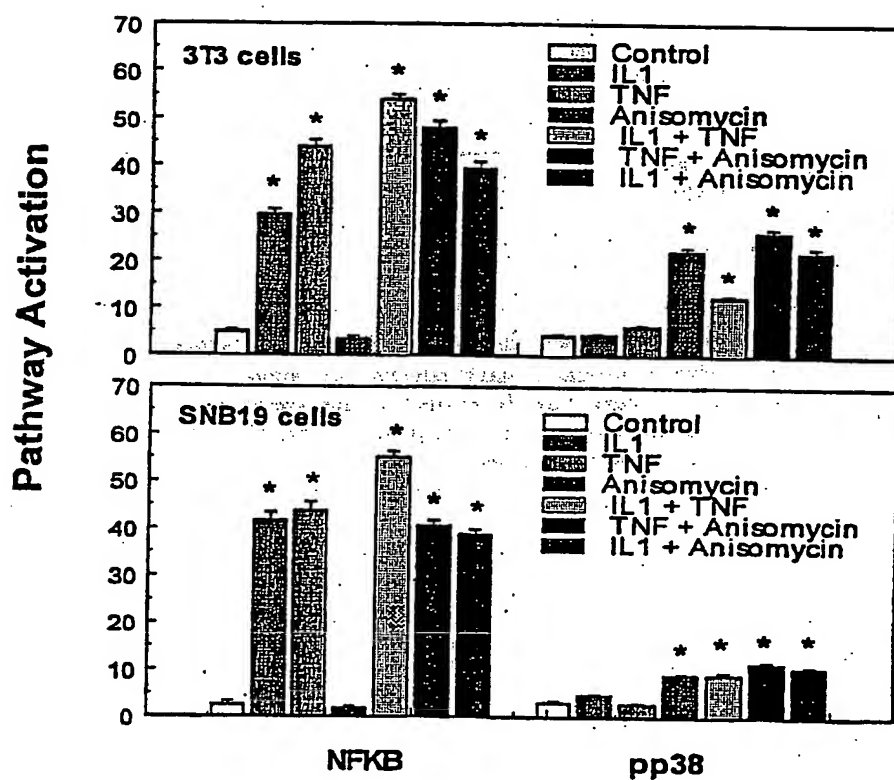 Pathway Activation
70
60
50
40
30
20
10
0
3T3 cells
*
*
*
*
*
Control
IL1
TNF
Anisomycin
IL1 + TNF
TNF + Anisomycin
IL1 + Anisomycin
*
*
*
*
70
60
50
40
30
20
10
0
SNB19 cells
*
*
*
*
*
Control
IL1
TNF
Anisomycin
IL1 + TNF
TNF + Anisomycin
IL1 + Anisomycin
*
*
*
*
NFKB
pp38